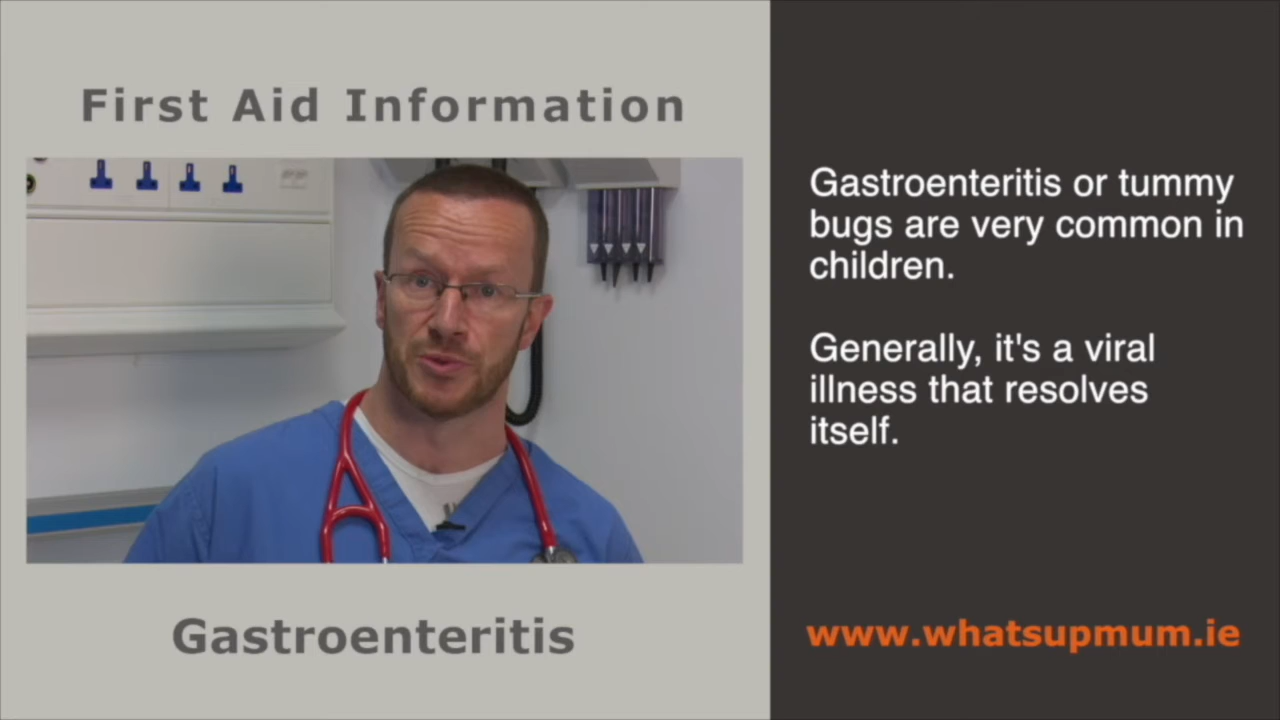 First Aid Information
Gastroenteritis or tummy
bugs are very common in
children.
Generally, it's a viral
illness that resolves
itself.
Gastroenteritis
www.whatsupmum.ie